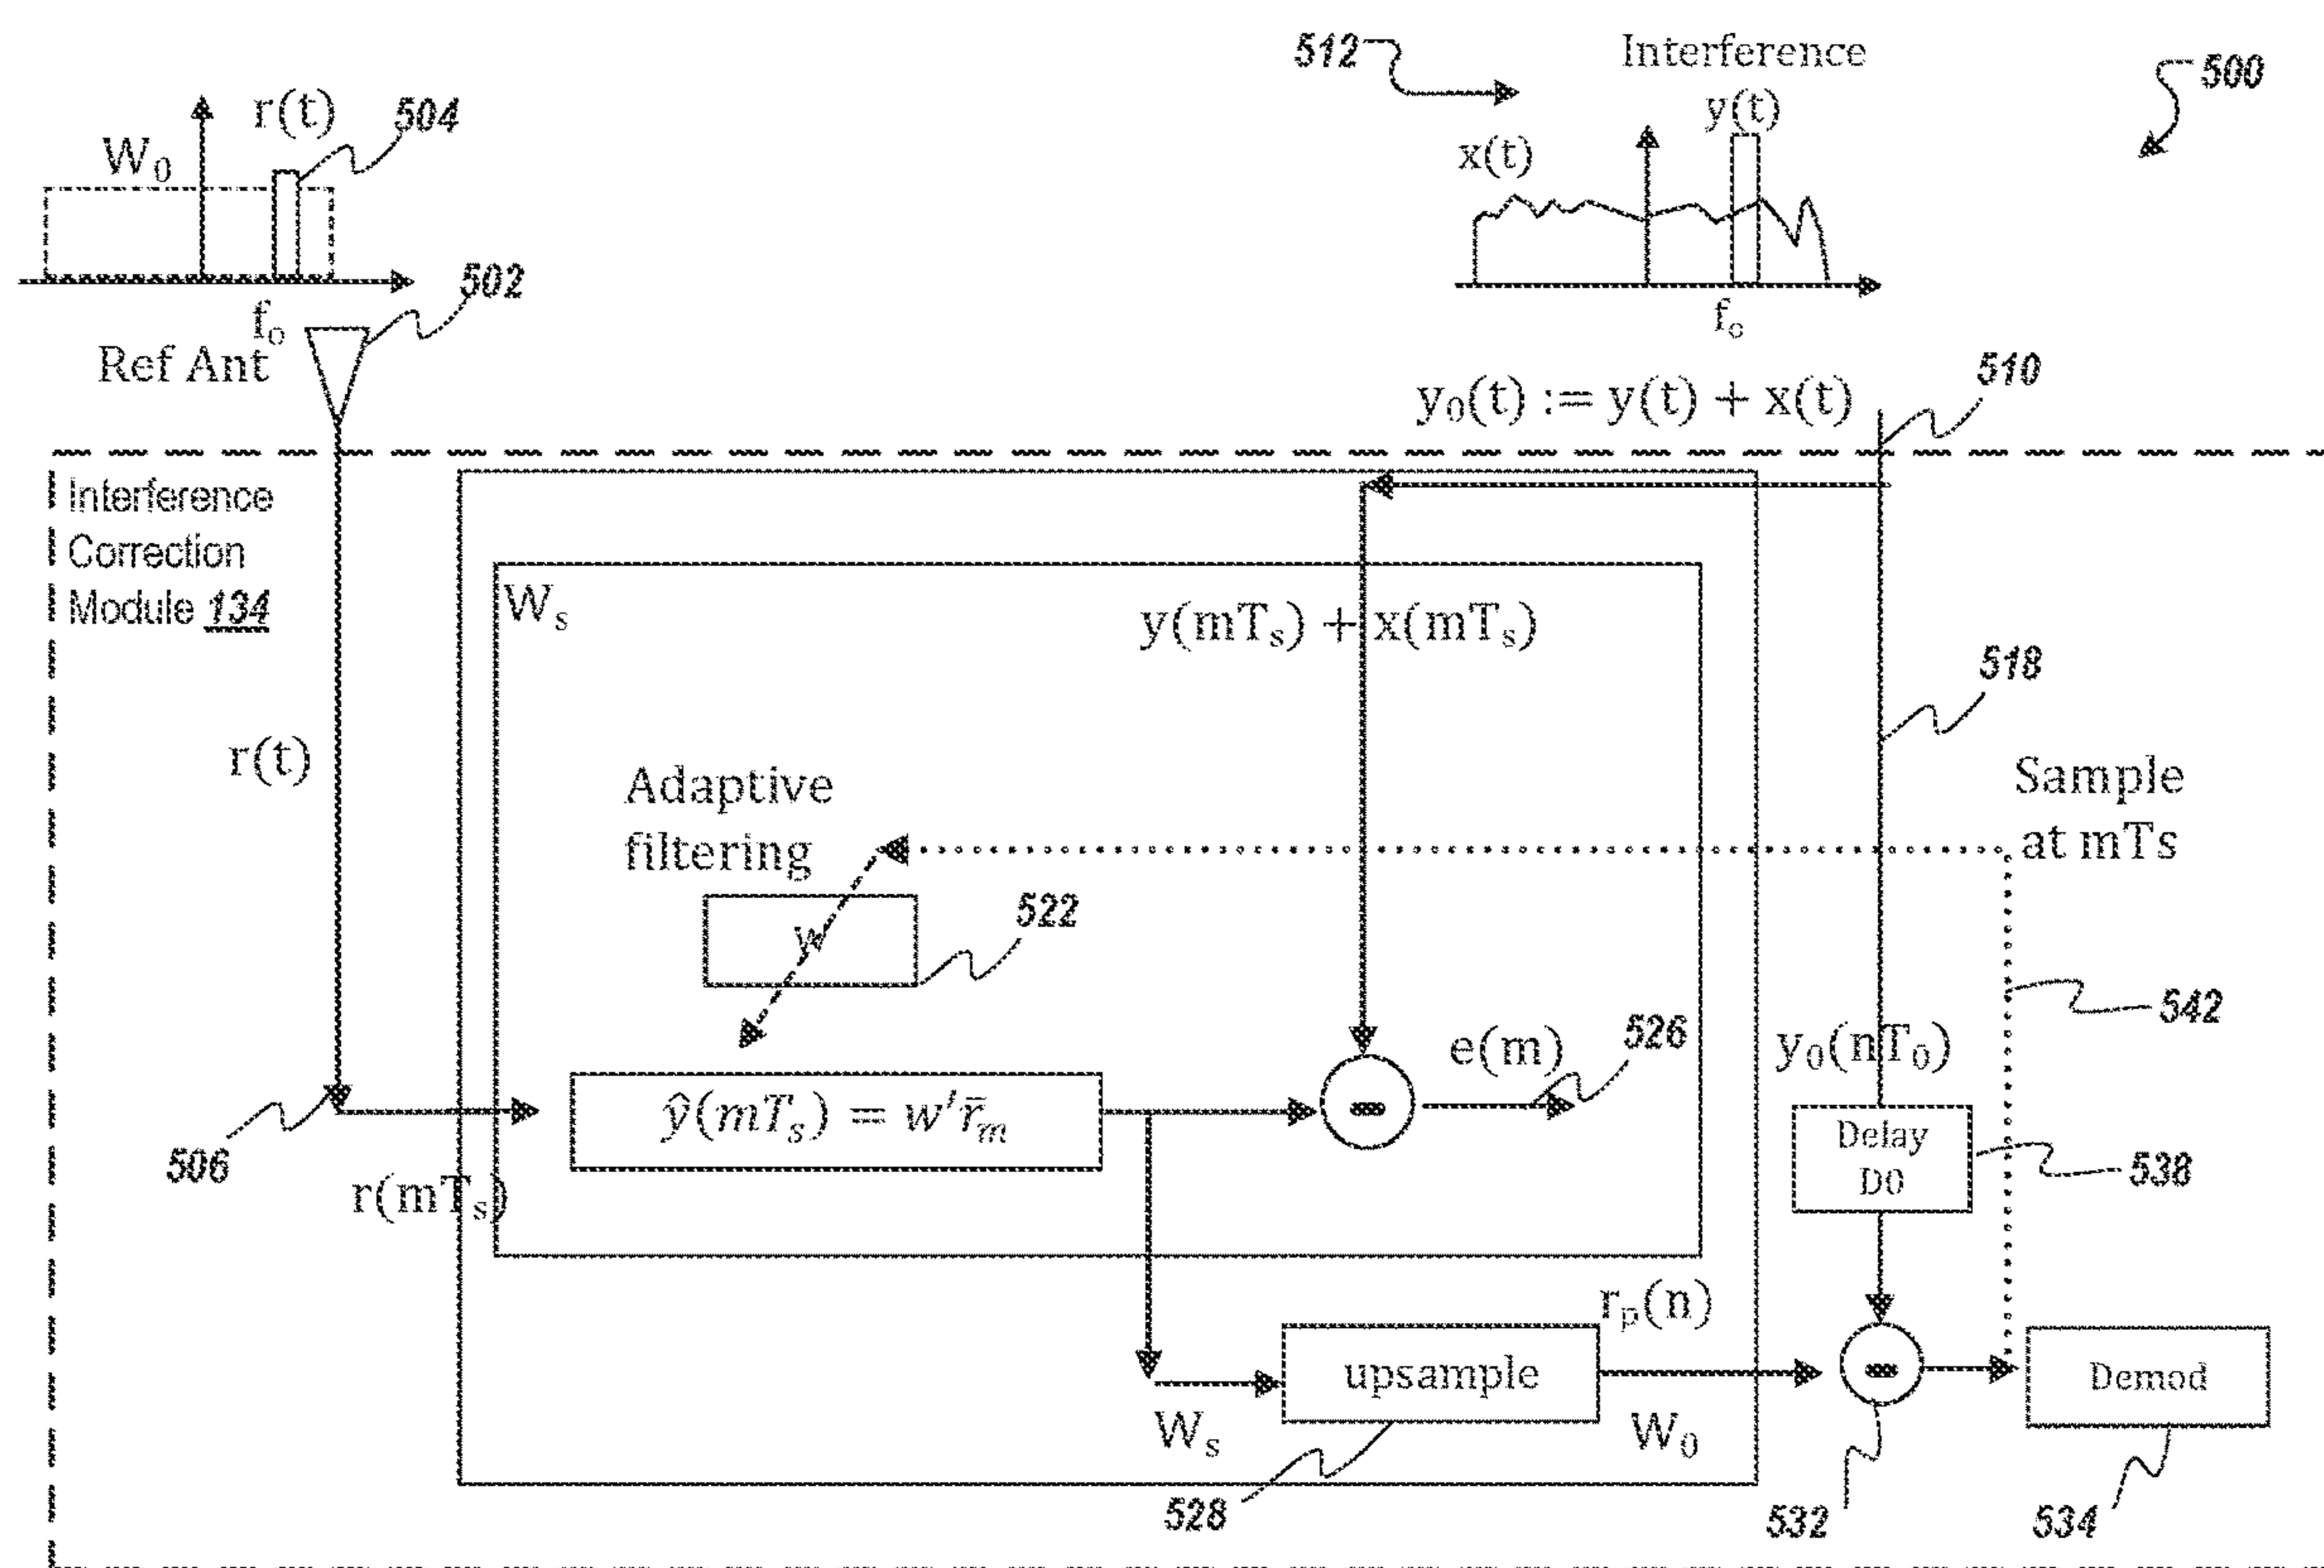 512
Interference
500
r(t)
504
y(t)
W₀
x(t)
502
f₀
f₀
Ref Ant
y₀(t) := y(t) + x(t)
510
Interference
Correction
Module 134
Wₛ
y(mTₛ) + x(mTₛ)
518
r(t)
Adaptive
filtering
Sample
at mTs
w
522
542
e(m)
526
y₀(nT₀)
ŷ(mTₛ) = w′r̄ₘ
Delay
D0
538
506
r(mTₛ)
rₚ(n)
upsample
Demod
Wₛ
W₀
528
532
534